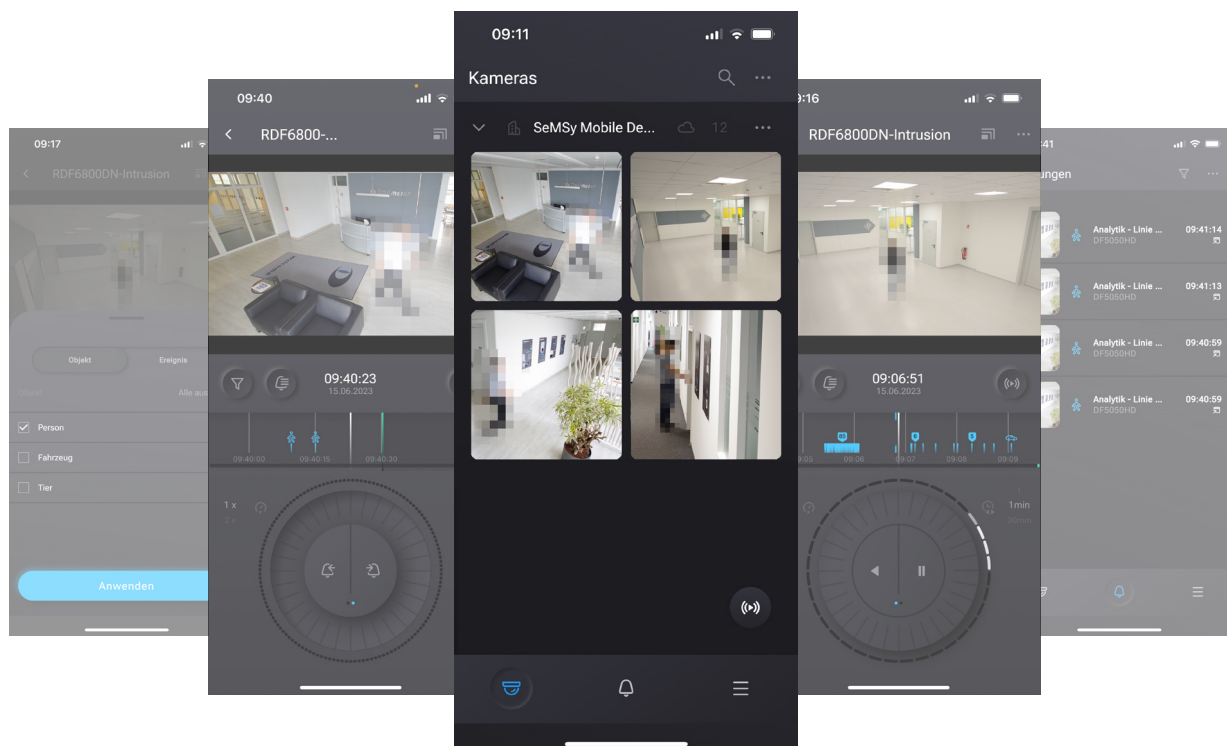 09:17
RDF6800DN-Intrusion
Objekt
Ereignis
Alle aus
Person
Fahrzeug
Tier
Anwenden
09:40
RDF6800-...
09:40:23
15.06.2023
09:40:00
09:40:15
09:40:30
1 x
2 x
09:11
Kameras
SeMSy Mobile De...
12
9:16
RDF6800DN-Intrusion
09:06:51
15.06.2023
6
5
9:05
09:06
09:07
09:08
09:09
1min
30min
:41
ungen
Analytik - Linie ...
09:41:14
DF5050HD
Analytik - Linie ...
09:41:13
DF5050HD
Analytik - Linie ...
09:40:59
DF5050HD
Analytik - Linie ...
09:40:59
DF5050HD